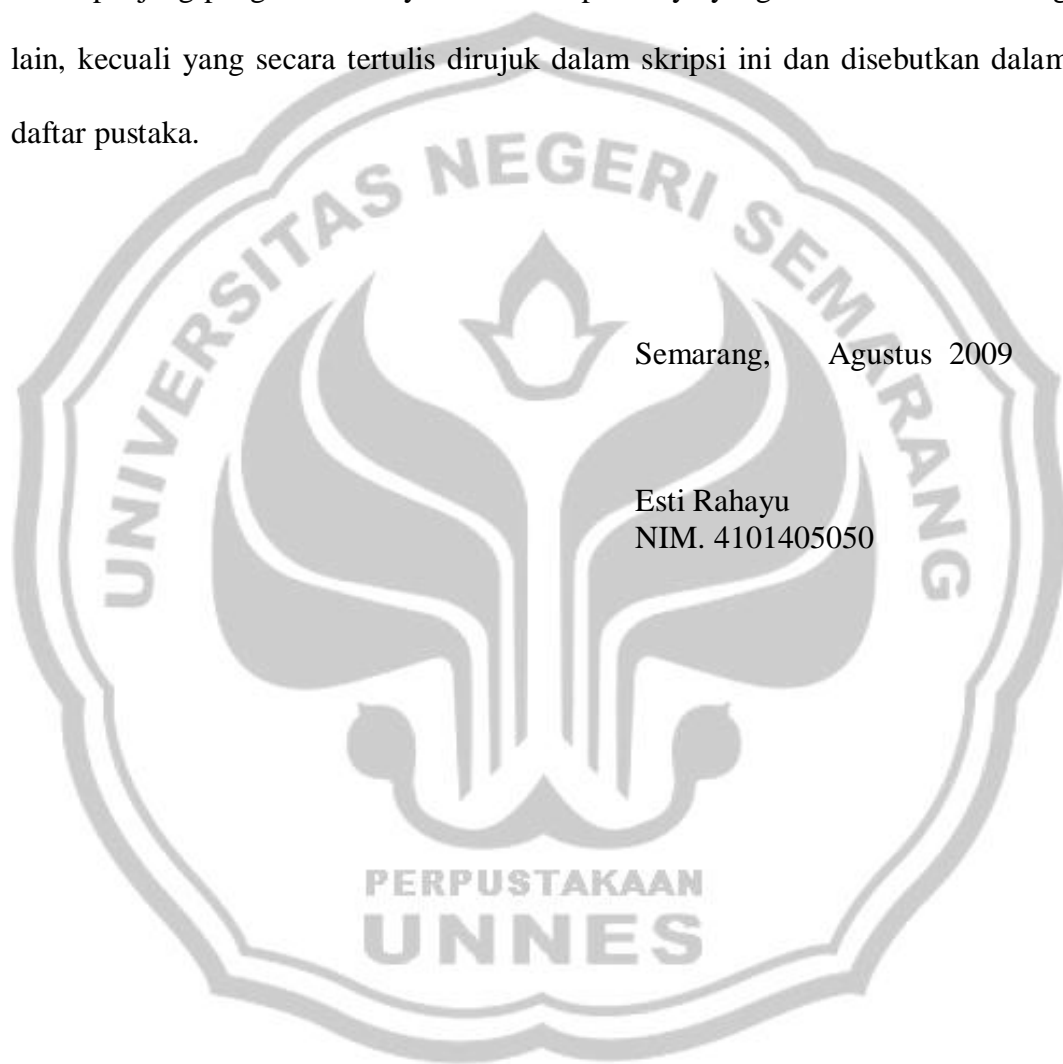 lain, kecuali yang secara tertulis dirujuk dalam skripsi ini dan disebutkan dalam
daftar pustaka.
UNIVERSITAS NEGERI SEMARANG
Semarang, Agustus 2009
Esti Rahayu
NIM. 4101405050
PERPUSTAKAAN
UNNES